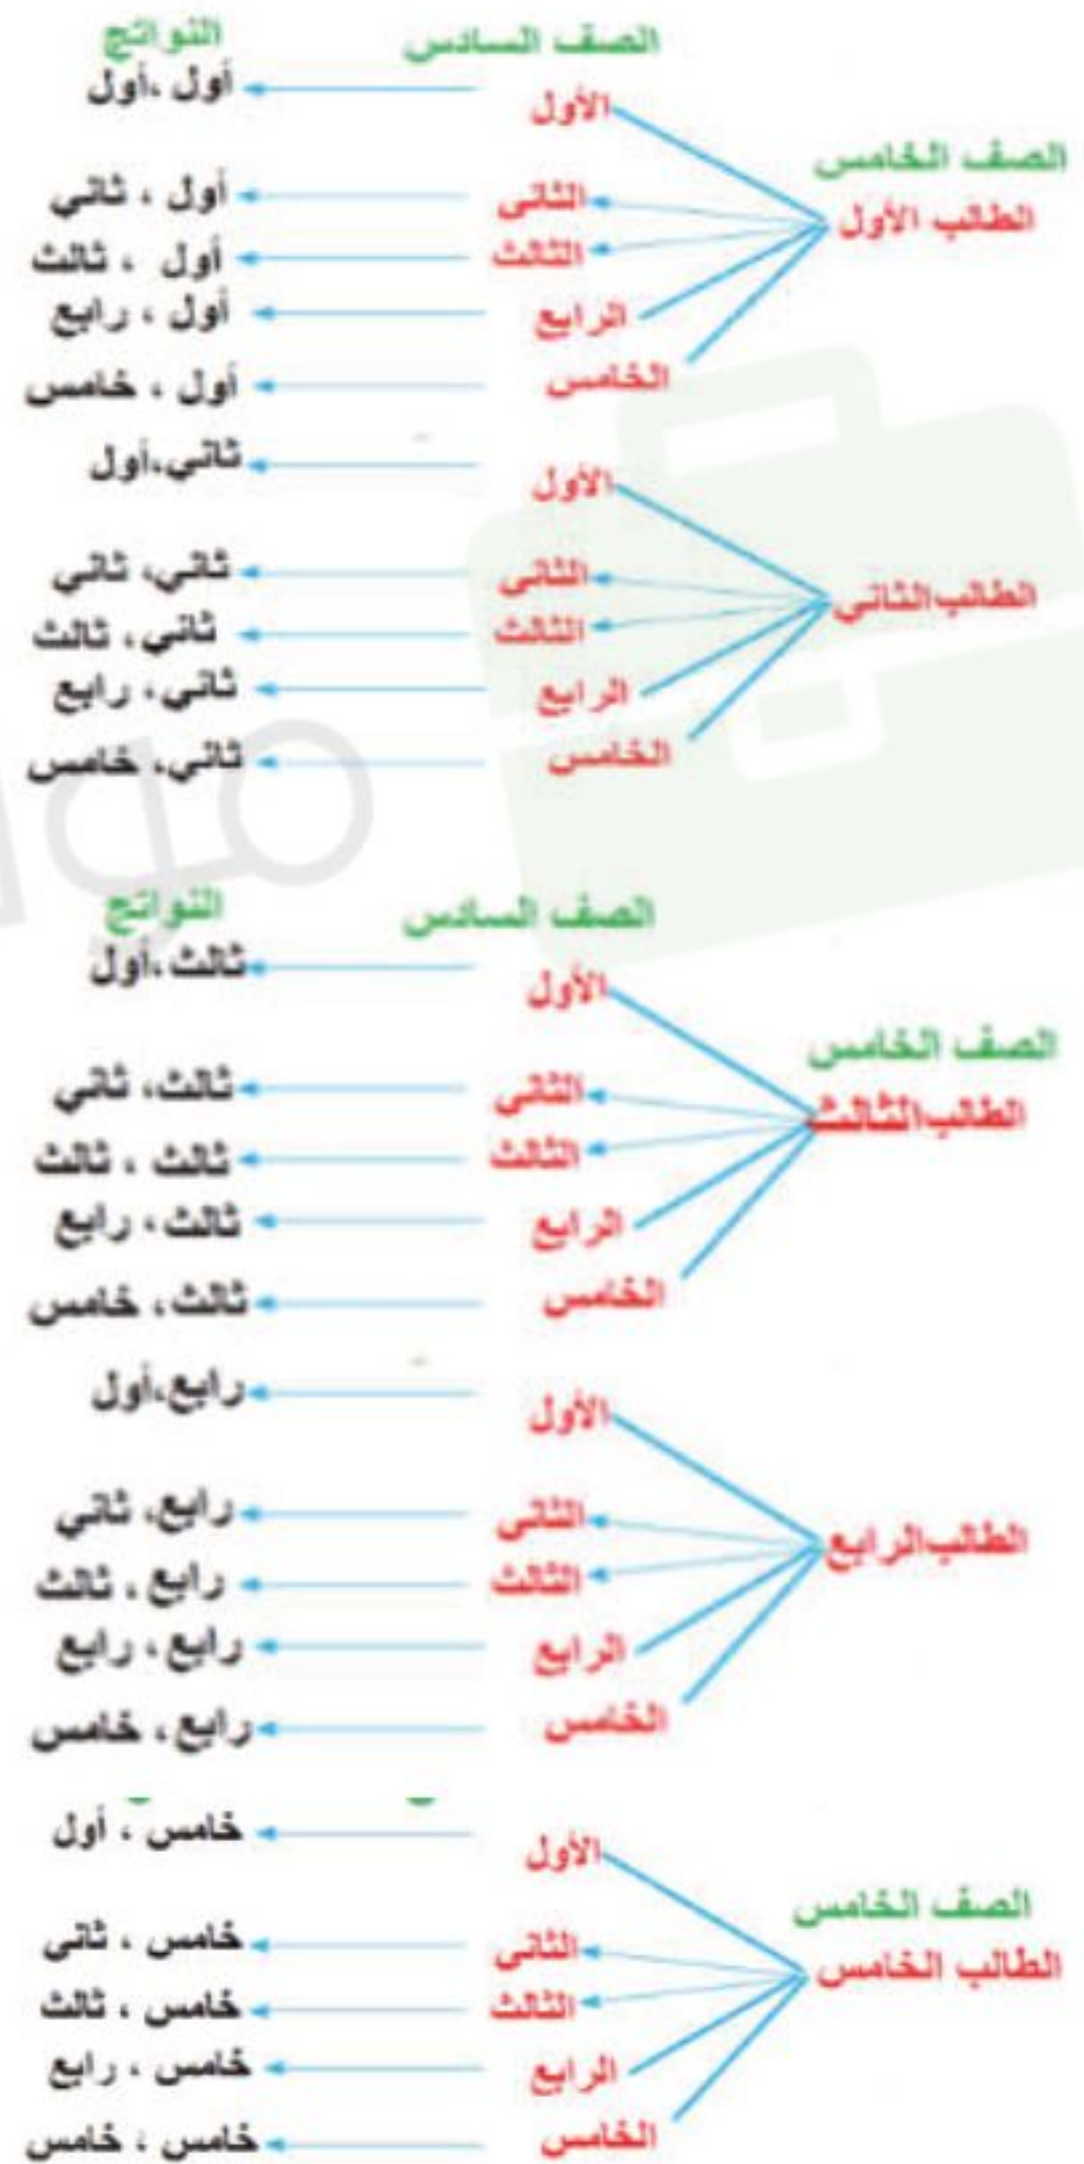 الصف السادس النواتج
الأول أول ،أول
الصف الخامس
الثاني أول ، ثاني
الطالب الأول
الثالث أول ، ثالث
الرابع أول ، رابع
الخامس أول ، خامس
الأول ثاني،أول
الثاني ثاني، ثاني
الطالب الثاني
الثالث ثاني، ثالث
الرابع ثاني، رابع
الخامس ثاني، خامس
الصف السادس النواتج
الأول ثالث،أول
الصف الخامس
الثاني ثالث، ثاني
الطالب الثالث
الثالث ثالث ، ثالث
الرابع ثالث، رابع
الخامس ثالث، خامس
الأول رابع،أول
الثاني رابع، ثاني
الطالب الرابع
الثالث رابع، ثالث
الرابع رابع، رابع
الخامس رابع، خامس
الأول خامس ، أول
الصف الخامس
الثاني خامس ، ثاني
الطالب الخامس
الثالث خامس ، ثالث
الرابع خامس ، رابع
الخامس خامس ، خامس